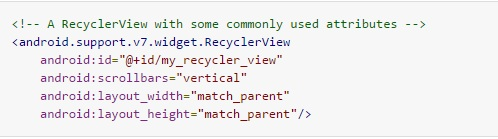 <!-- A RecyclerView with some commonly used attributes -->
<android.support.v7.widget.RecyclerView
    android:id="@+id/my_recycler_view"
    android:scrollbars="vertical"
    android:layout_width="match_parent"
    android:layout_height="match_parent"/>